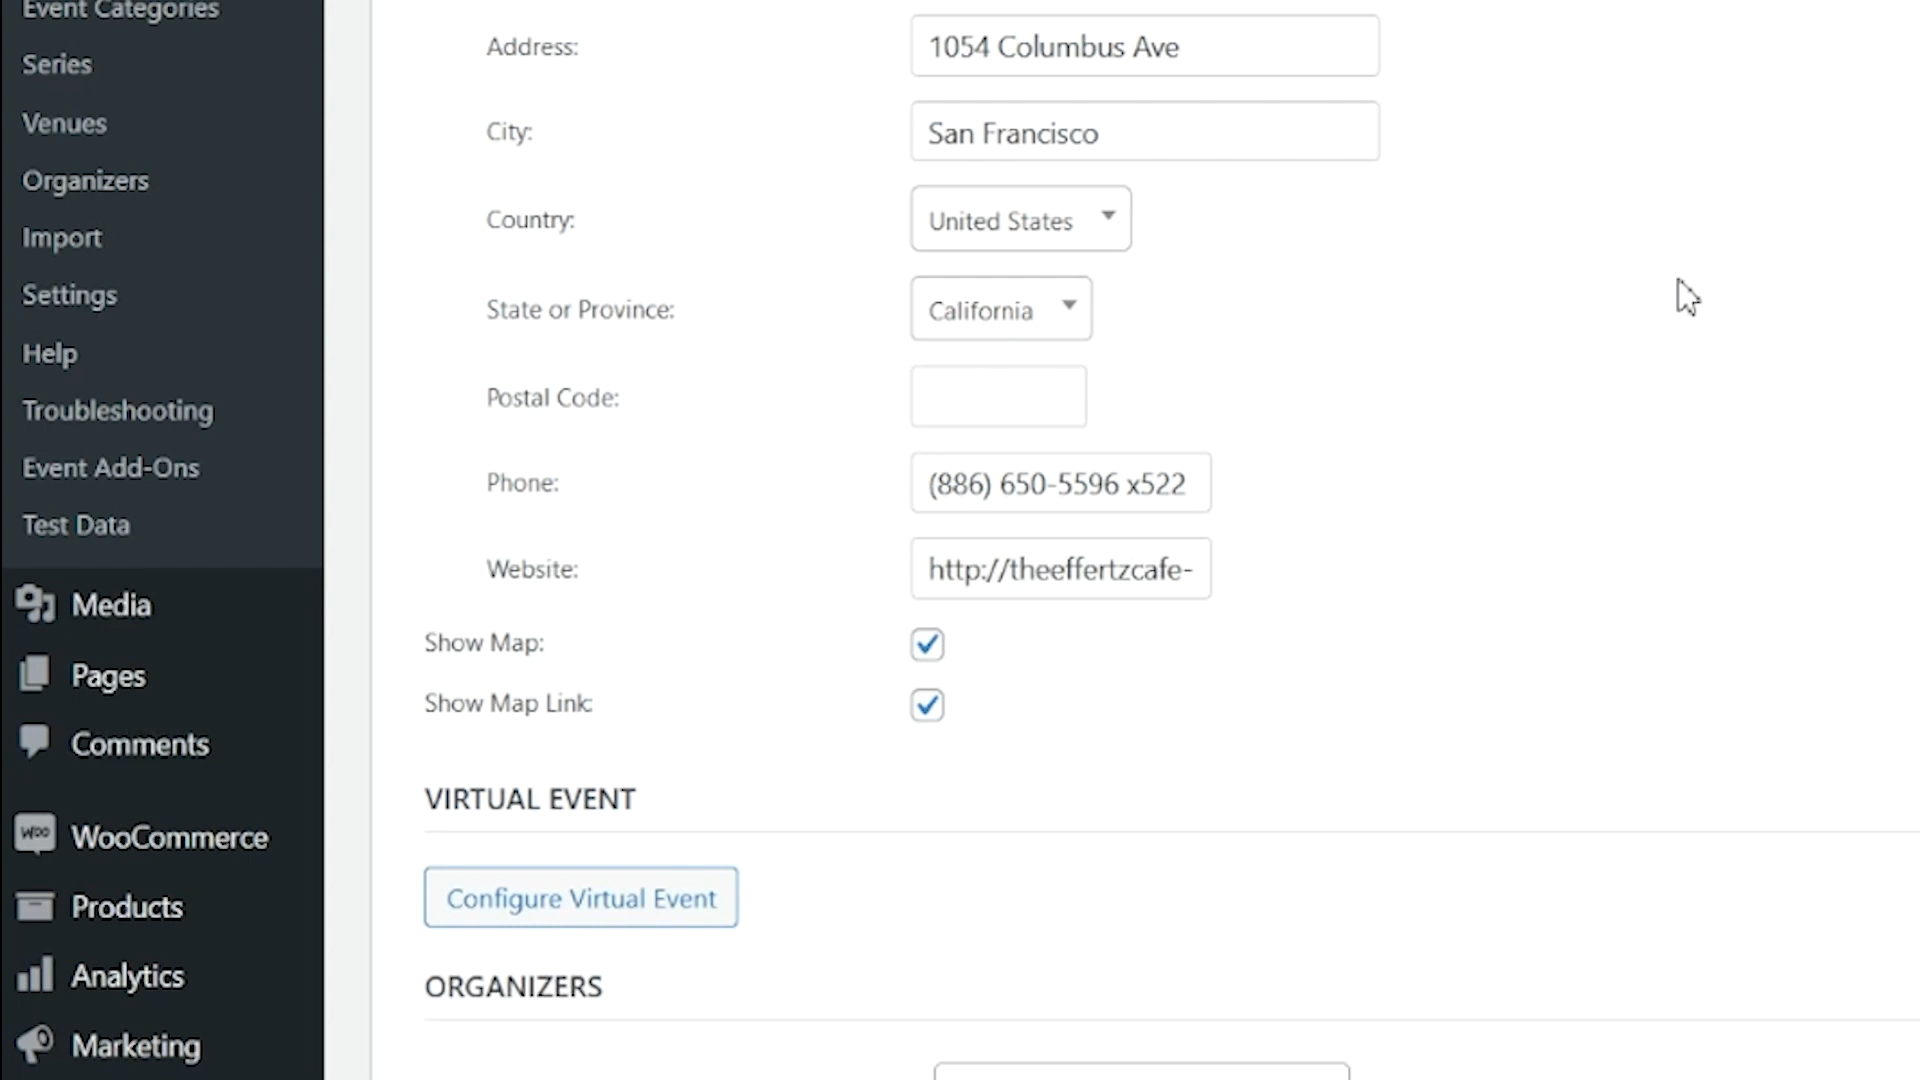 Event Categories
Series
Venues
Organizers
Import
Settings
Help
Troubleshooting
Event Add-Ons
Test Data
Media
Pages
Comments
WOO WooCommerce
Products
Analytics
Marketing
Address: 1054 Columbus Ave
City: San Francisco
Country: United States
State or Province: California
Postal Code:
Phone: (886) 650-5596 x522
Website: http://theeffertzcafe-
Show Map:
Show Map Link:
VIRTUAL EVENT
Configure Virtual Event
ORGANIZERS